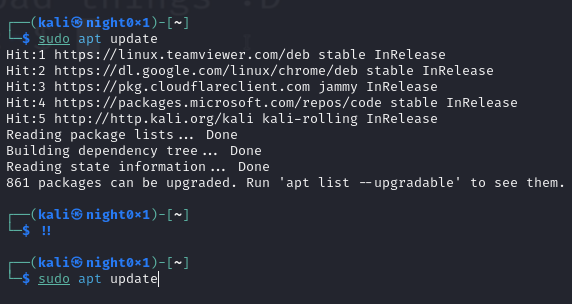 bad things :D
┌──(kali㉿night0×1)-[~]
└─$ sudo apt update
Hit:1 https://linux.teamviewer.com/deb stable InRelease
Hit:2 https://dl.google.com/linux/chrome/deb stable InRelease
Hit:3 https://pkg.cloudflareclient.com jammy InRelease
Hit:4 https://packages.microsoft.com/repos/code stable InRelease
Hit:5 http://http.kali.org/kali kali-rolling InRelease
Reading package lists... Done
Building dependency tree... Done
Reading state information... Done
861 packages can be upgraded. Run 'apt list --upgradable' to see them.
┌──(kali㉿night0×1)-[~]
└─$ !!
┌──(kali㉿night0×1)-[~]
└─$ sudo apt update